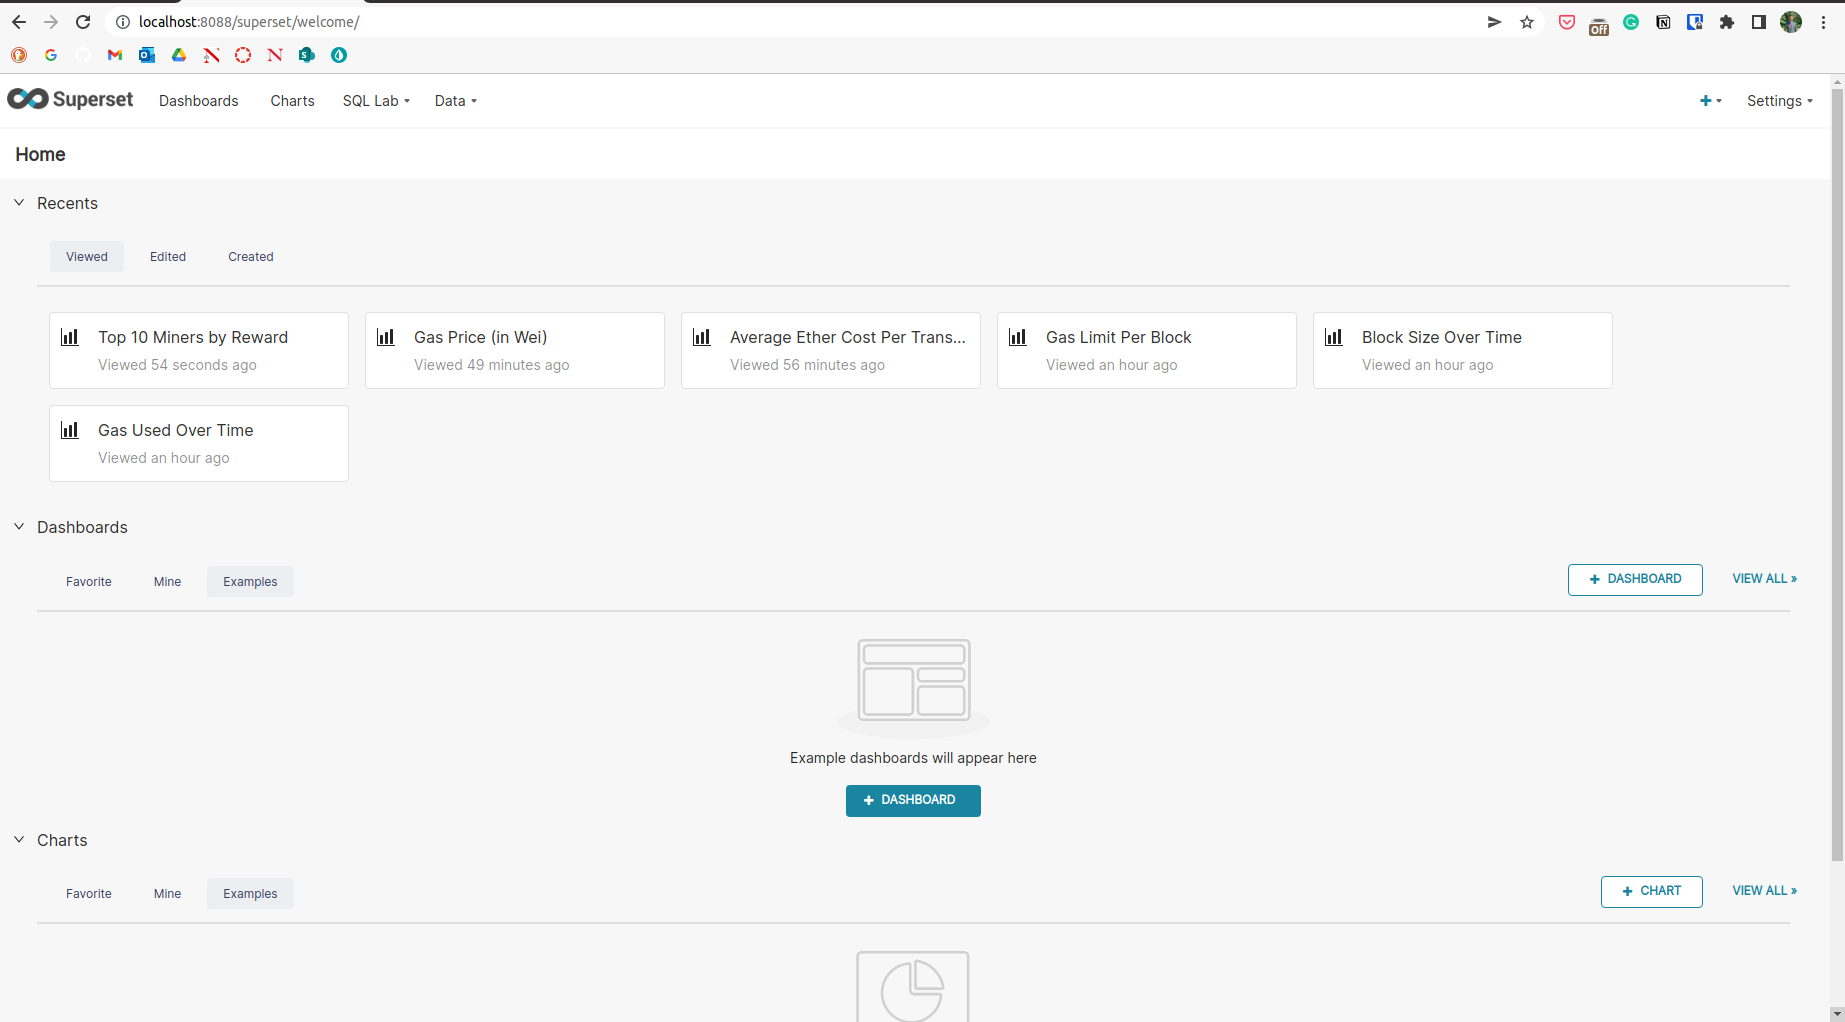 localhost:8088/superset/welcome/
Off
Superset Dashboards Charts SQL Lab Data Settings
Home
Recents
Viewed Edited Created
Top 10 Miners by Reward
Viewed 54 seconds ago
Gas Price (in Wei)
Viewed 49 minutes ago
Average Ether Cost Per Trans...
Viewed 56 minutes ago
Gas Limit Per Block
Viewed an hour ago
Block Size Over Time
Viewed an hour ago
Gas Used Over Time
Viewed an hour ago
Dashboards
Favorite Mine Examples + DASHBOARD VIEW ALL »
Example dashboards will appear here
+ DASHBOARD
Charts
Favorite Mine Examples + CHART VIEW ALL »